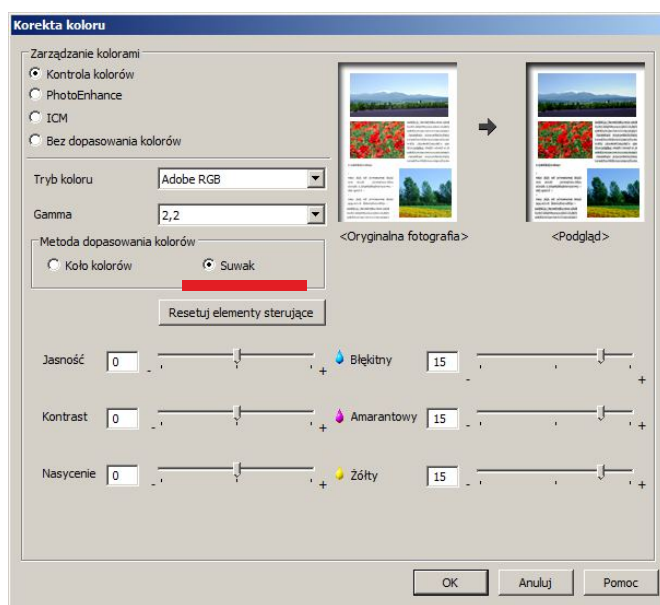 Korekta koloru
Zarządzanie kolorami
Kontrola kolorów
PhotoEnhance
ICM
Bez dopasowania kolorów
Tryb koloru Adobe RGB
Gamma 2,2
Metoda dopasowania kolorów
Koło kolorów Suwak
Resetuj elementy sterujące
<Oryginalna fotografia> <Podgląd>
Jasność 0 - + Błękitny 15 - +
Kontrast 0 - + Amarantowy 15 - +
Nasycenie 0 - + Żółty 15 - +
OK Anuluj Pomoc